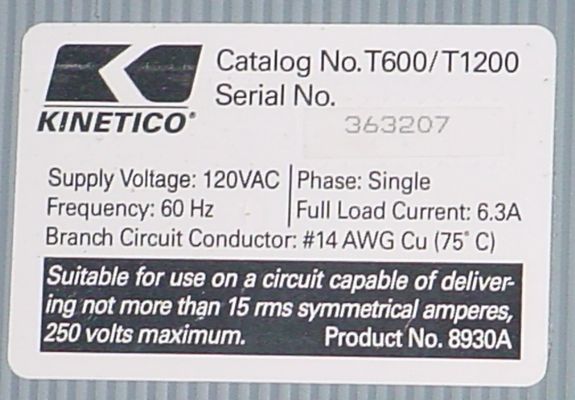 Catalog No. T600/T1200
Serial No.
363207
KINETICO®
Supply Voltage: 120VAC | Phase: Single
Frequency: 60 Hz | Full Load Current: 6.3A
Branch Circuit Conductor: #14 AWG Cu (75° C)
Suitable for use on a circuit capable of deliver-
ing not more than 15 rms symmetrical amperes,
250 volts maximum. Product No. 8930A